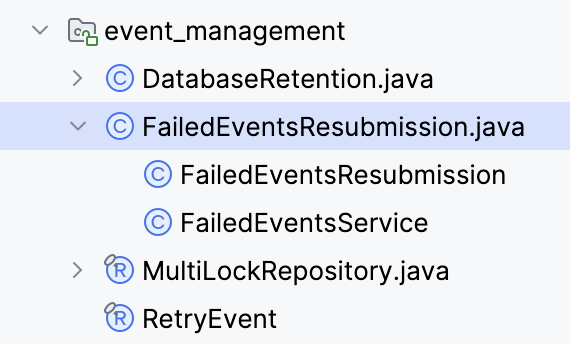 event_management
DatabaseRetention.java
FailedEventsResubmission.java
FailedEventsResubmission
FailedEventsService
MultiLockRepository.java
RetryEvent